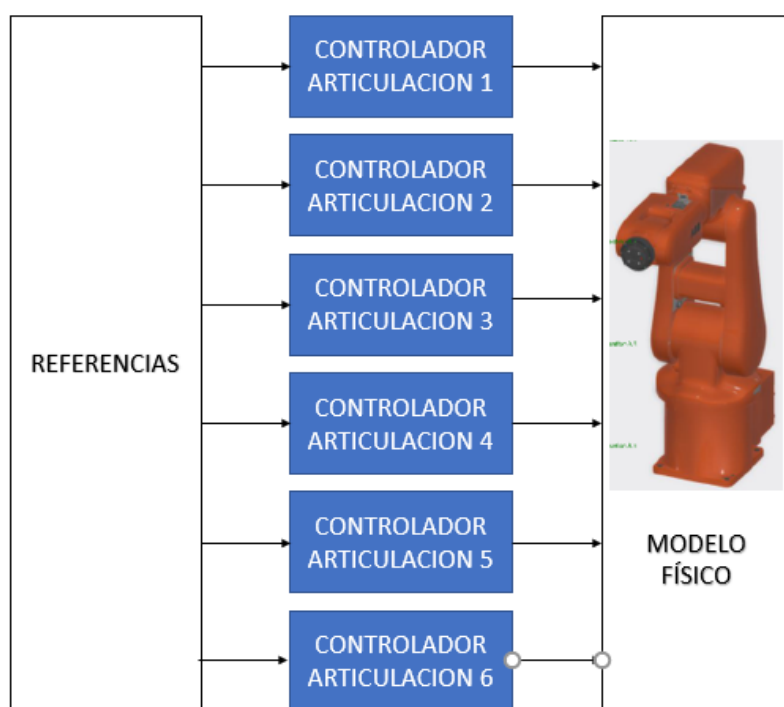 REFERENCIAS
CONTROLADOR
ARTICULACION 1
CONTROLADOR
ARTICULACION 2
CONTROLADOR
ARTICULACION 3
CONTROLADOR
ARTICULACION 4
CONTROLADOR
ARTICULACION 5
CONTROLADOR
ARTICULACION 6
MODELO
FÍSICO